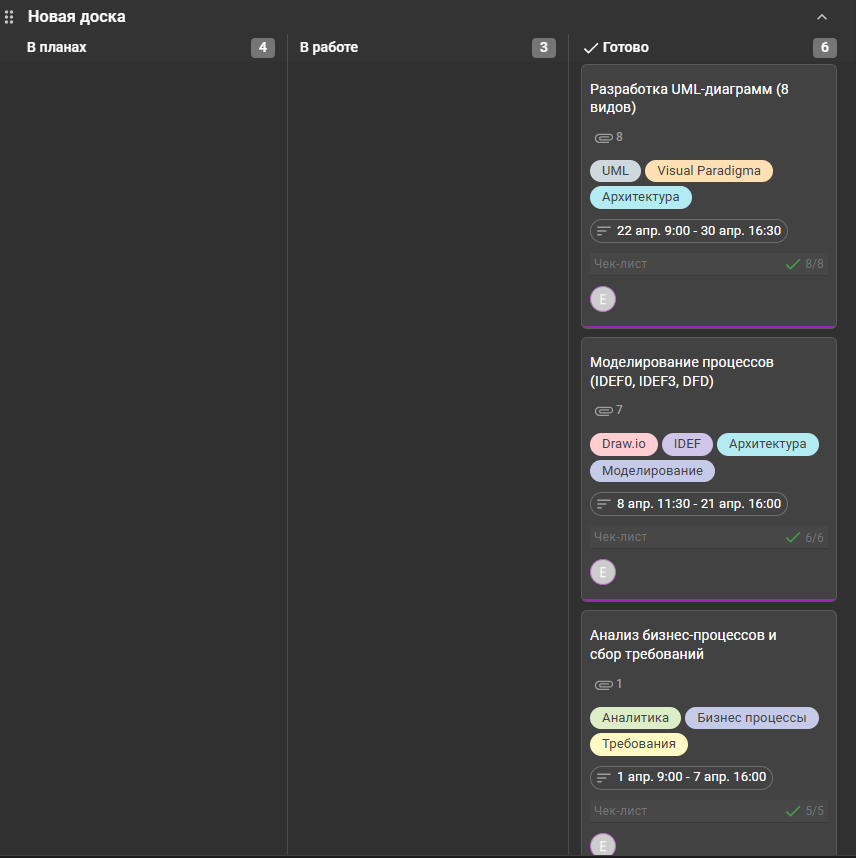 Новая доска
В планах 4
В работе 3
Готово 6
Разработка UML-диаграмм (8
видов)
8
UML Visual Paradigma
Архитектура
22 апр. 9:00 - 30 апр. 16:30
Чек-лист 8/8
E
Моделирование процессов
(IDEF0, IDEF3, DFD)
7
Draw.io IDEF Архитектура
Моделирование
8 апр. 11:30 - 21 апр. 16:00
Чек-лист 6/6
E
Анализ бизнес-процессов и
сбор требований
1
Аналитика Бизнес процессы
Требования
1 апр. 9:00 - 7 апр. 16:00
Чек-лист 5/5
E